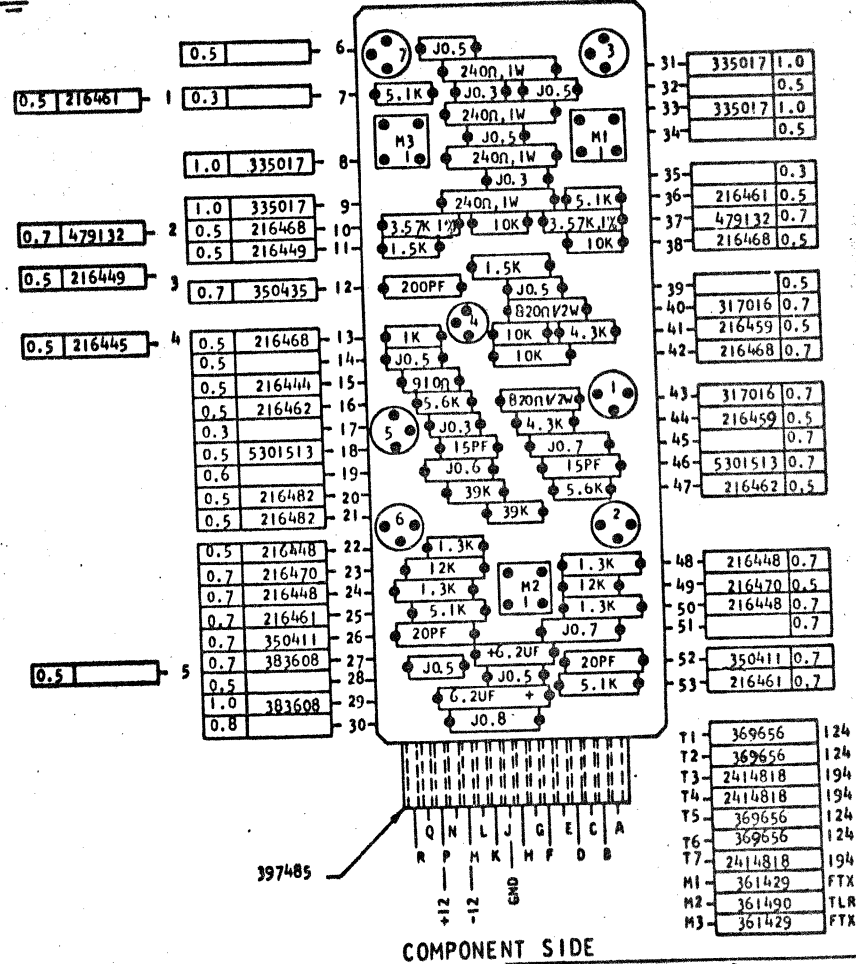 0.5 6
0.5 216461 1 0.3 7
1.0 335017 8
1.0 335017 9
0.7 479132 2 0.5 216468 10
0.5 216449 11
0.5 216449 3 0.7 350435 12
0.5 216445 4 0.5 216468 13
0.5 14
0.5 216444 15
0.5 216462 16
0.3 17
0.5 5301513 18
0.6 19
0.5 216482 20
0.5 216482 21
0.5 216448 22
0.7 216470 23
0.7 216448 24
0.7 216461 25
0.7 350411 26
0.7 383608 27
0.5 5 0.5 28
1.0 383608 29
0.8 30
7 J0.5 3
240Ω,1W
5.1K J0.3 J0.5
240Ω,1W
M3 1 J0.5 M1 1
240Ω,1W
J0.3
240Ω,1W 5.1K
3.57K 1% 10K 3.57K,1%
1.5K 10K
1.5K
200PF J0.5
820Ω1/2W
4
1K 10K 4.3K
J0.5 10K
910Ω
5.6K 820Ω1/2W 1
5 J0.3 4.3K
15PF J0.7
J0.6 15PF
39K 5.6K
39K
6 2
1.3K
12K M2 1 1.3K
1.3K 12K
5.1K 1.3K
20PF J0.7
+6.2UF
J0.5 20PF
J0.5 5.1K
6.2UF +
J0.8
31 335017 1.0
32 0.5
33 335017 1.0
34 0.5
35 0.3
36 216461 0.5
37 479132 0.7
38 216468 0.5
39 0.5
40 317016 0.7
41 216459 0.5
42 216468 0.7
43 317016 0.7
44 216459 0.5
45 0.7
46 5301513 0.7
47 216462 0.5
48 216448 0.7
49 216470 0.5
50 216448 0.7
51 0.7
52 350411 0.7
53 216461 0.7
T1 369656 124
T2 369656 124
T3 2414818 194
T4 2414818 194
T5 369656 124
T6 369656 124
T7 2414818 194
M1 361429 FTX
M2 361490 TLR
M3 361429 FTX
Q N L J G E C A
R P M K H F D B
397485
+12 -12 GND
COMPONENT SIDE